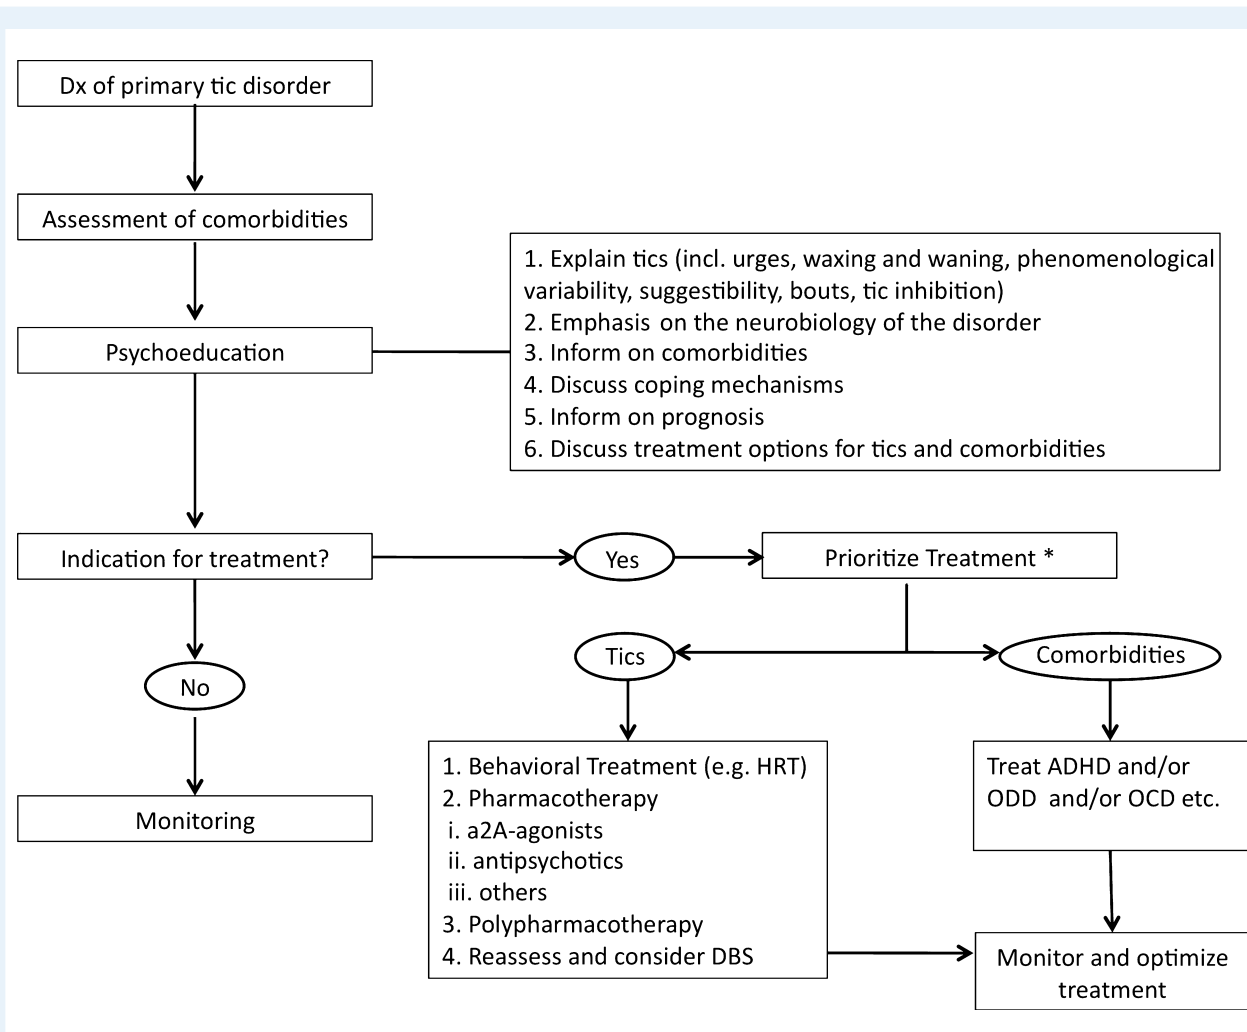 Dx of primary tic disorder
Assessment of comorbidities
Psychoeducation
1. Explain tics (incl. urges, waxing and waning, phenomenological
variability, suggestibility, bouts, tic inhibition)
2. Emphasis on the neurobiology of the disorder
3. Inform on comorbidities
4. Discuss coping mechanisms
5. Inform on prognosis
6. Discuss treatment options for tics and comorbidities
Indication for treatment?
Yes
Prioritize Treatment *
Tics
Comorbidities
No
Monitoring
1. Behavioral Treatment (e.g. HRT)
2. Pharmacotherapy
i. a2A-agonists
ii. antipsychotics
iii. others
3. Polypharmacotherapy
4. Reassess and consider DBS
Treat ADHD and/or
ODD and/or OCD etc.
Monitor and optimize
treatment